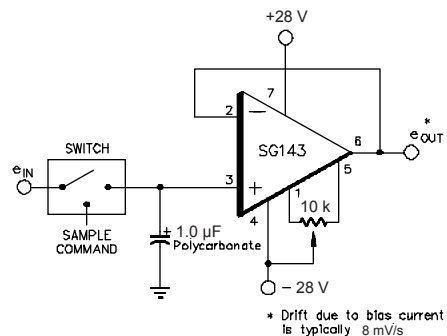 +28 V
7
2
−
*
6
e OUT
SWITCH
SG143
5
e IN
3
+
1
10 k
4
SAMPLE
COMMAND
+ 1.0 µF
Polycarbonate
− 28 V
* Drift due to bias current
is typically 8 mV/s